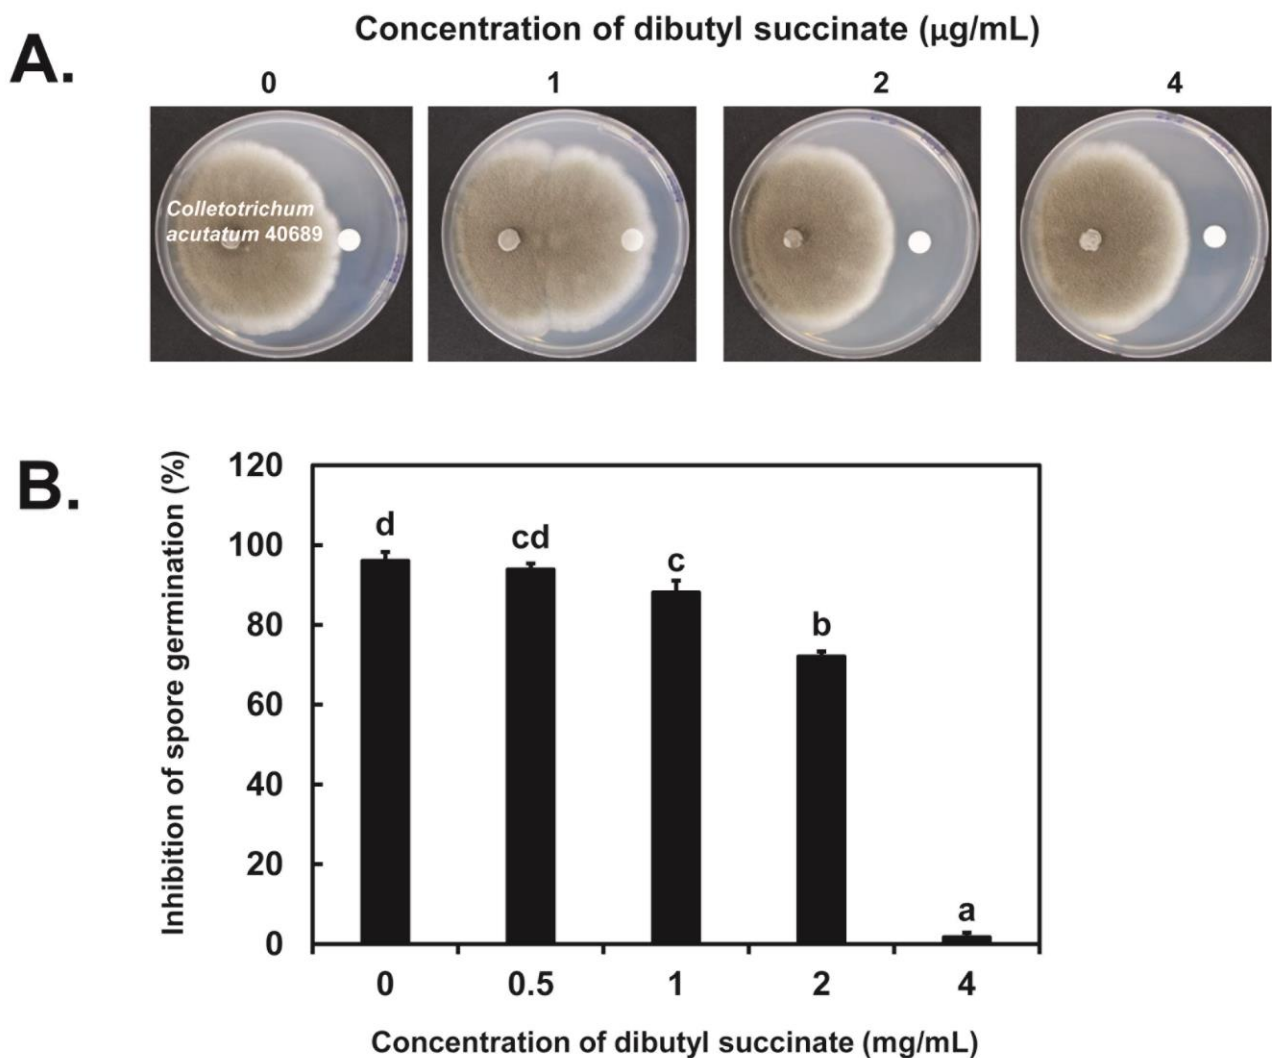 A.
Concentration of dibutyl succinate (µg/mL)
0 1 2 4
Colletotrichum
acutatum 40689
B.
Inhibition of spore germination (%)
120
100
80
60
40
20
0
d cd c b a
0 0.5 1 2 4
Concentration of dibutyl succinate (mg/mL)